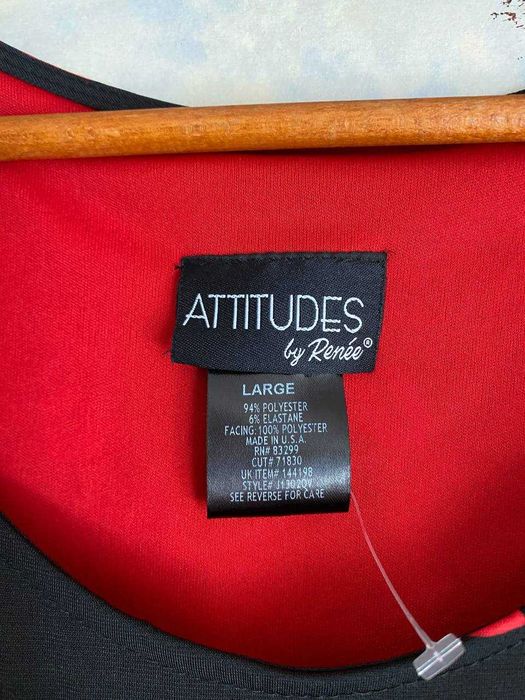 ATTITUDES
by Renée®
LARGE
94% POLYESTER
6% ELASTANE
FACING: 100% POLYESTER
MADE IN U.S.A.
RN# 83299
CUT# 71830
UK ITEM# 144198
STYLE# J13020V
SEE REVERSE FOR CARE